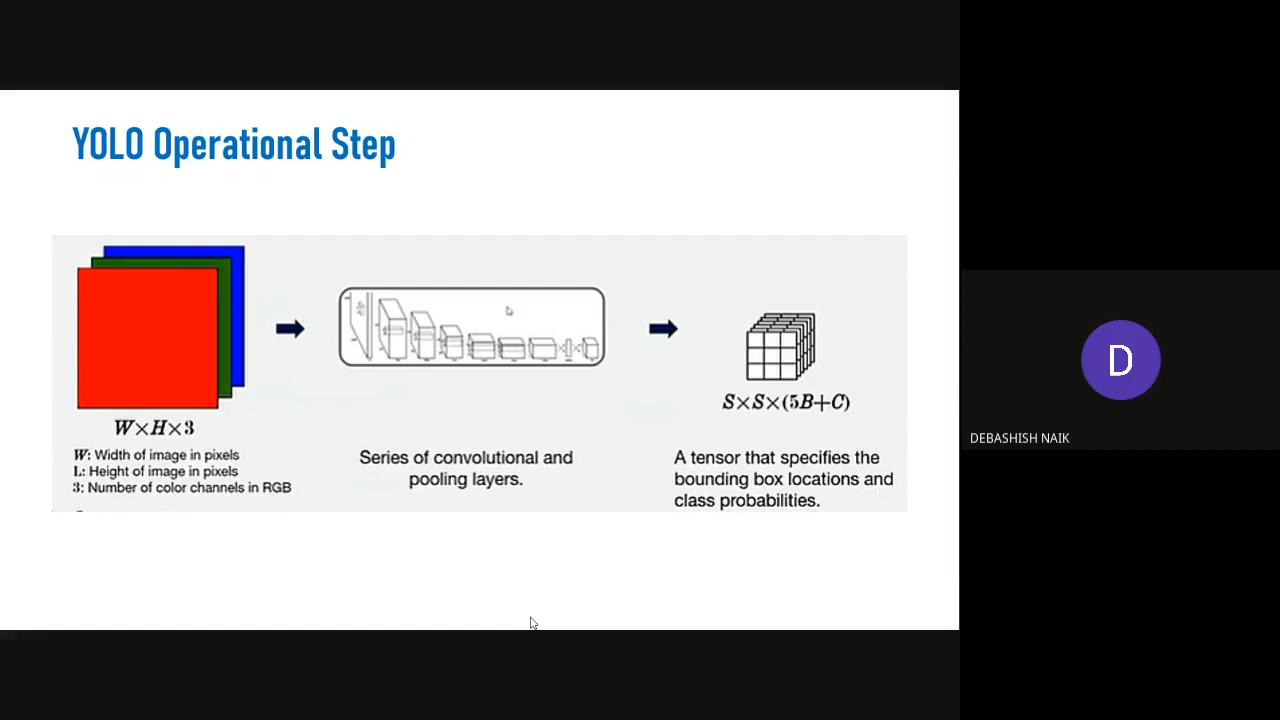 YOLO Operational Step
W×H×3
W: Width of image in pixels
L: Height of image in pixels
3: Number of color channels in RGB
Series of convolutional and
pooling layers.
S×S×(5B+C)
A tensor that specifies the
bounding box locations and
class probabilities.
D
DEBASHISH NAIK